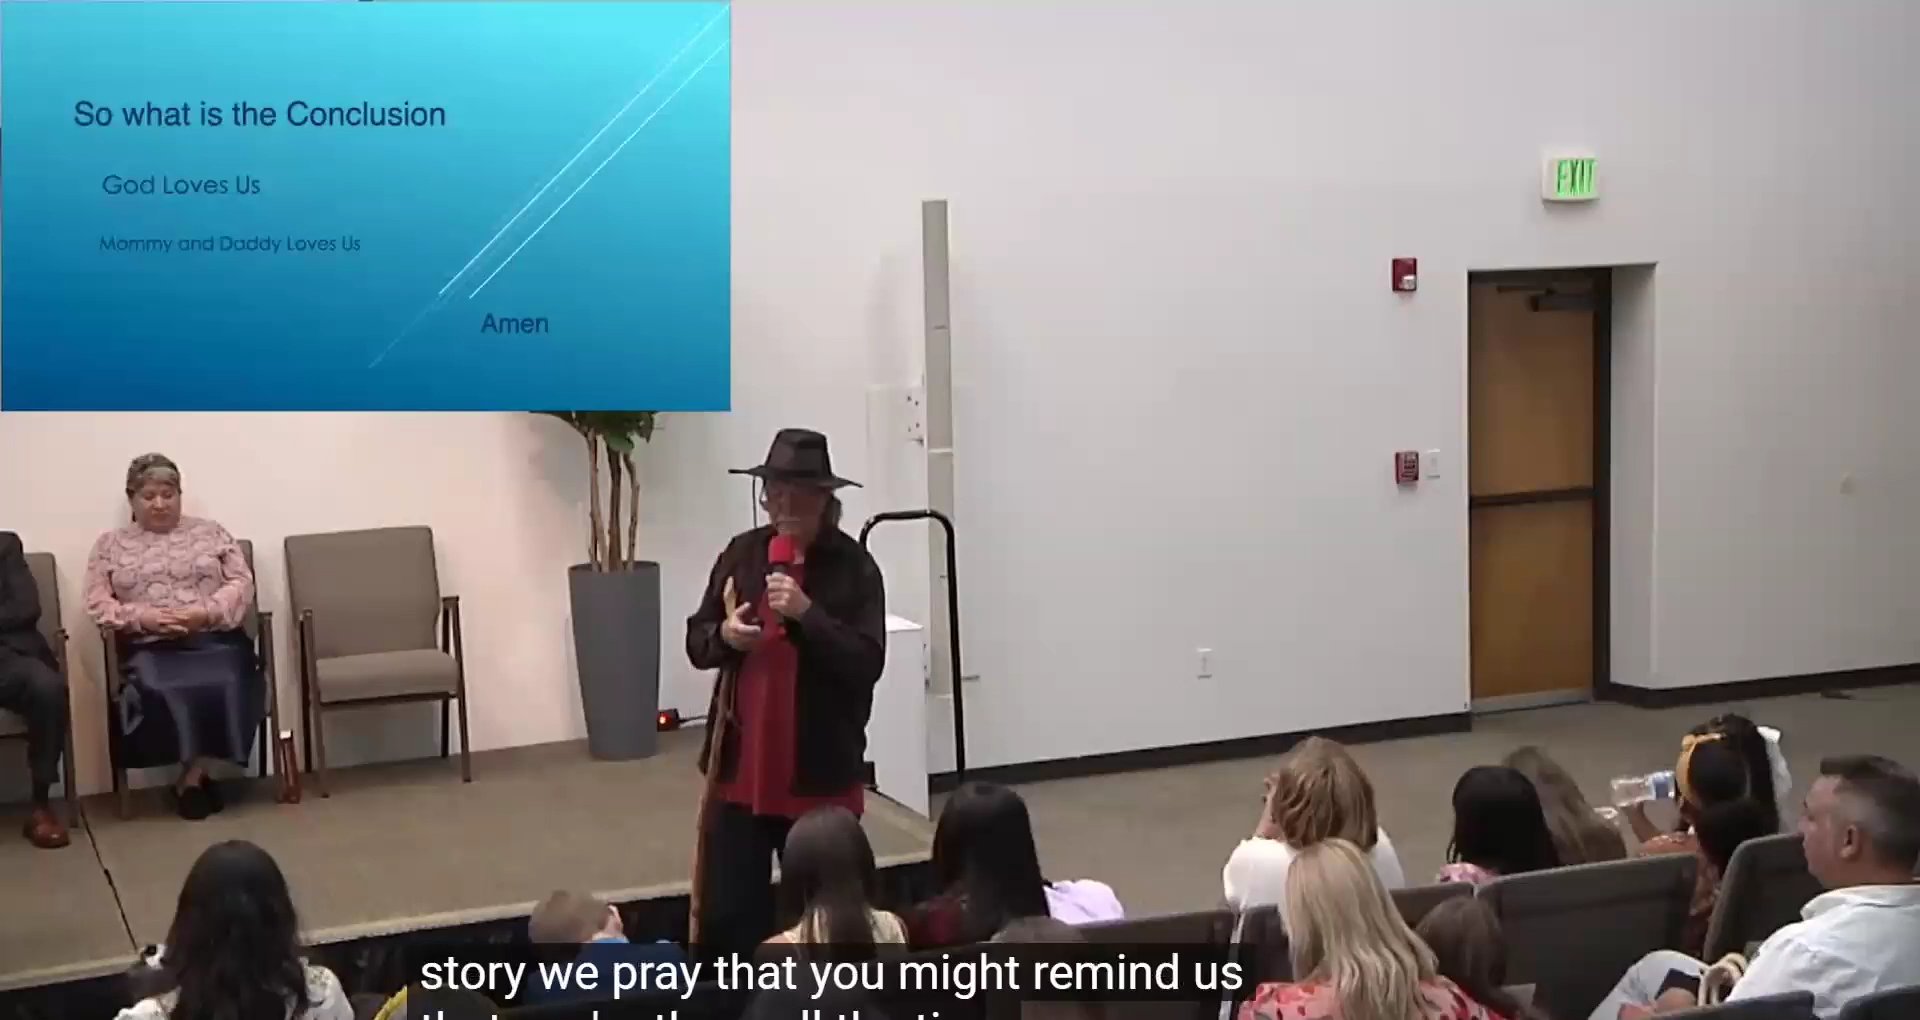 So what is the Conclusion
God Loves Us
Mommy and Daddy Loves Us
Amen
EXIT
story we pray that you might remind us